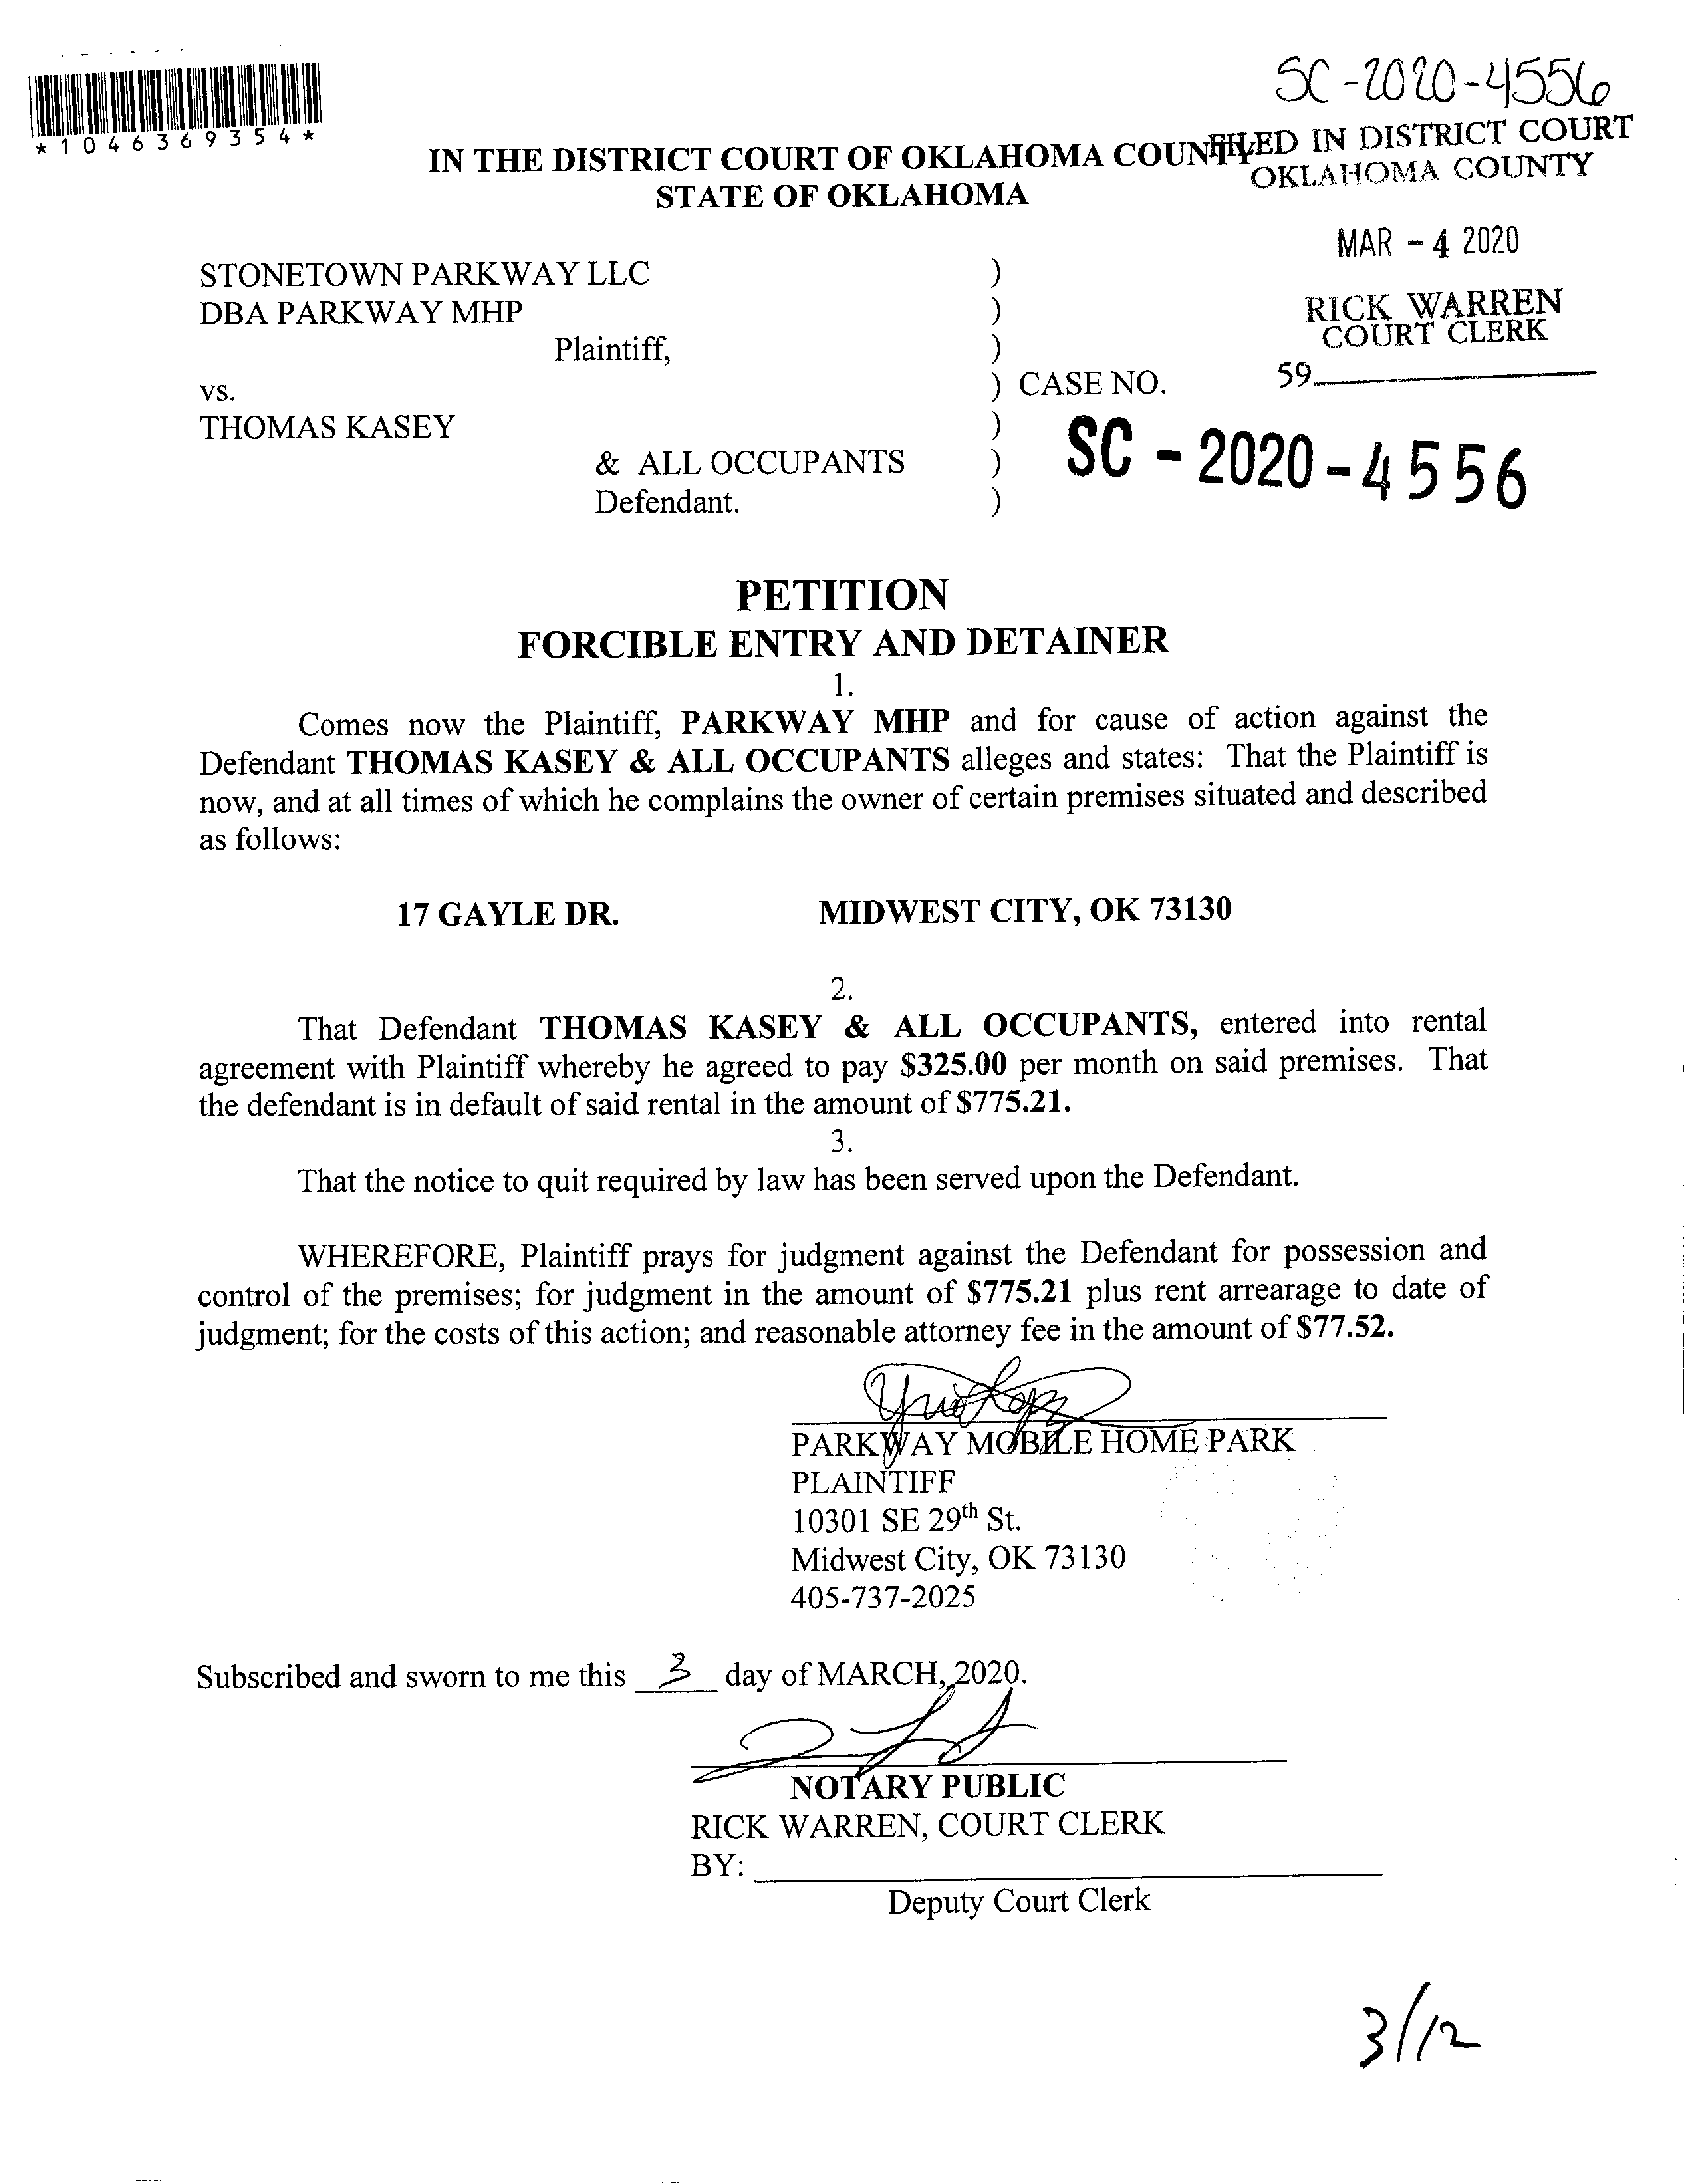 SC-2020-4556
*1046369354*
IN THE DISTRICT COURT OF OKLAHOMA COUNTY
STATE OF OKLAHOMA
FILED IN DISTRICT COURT
OKLAHOMA COUNTY
MAR - 4 2020
RICK WARREN
COURT CLERK
59
STONETOWN PARKWAY LLC )
DBA PARKWAY MHP )
Plaintiff, )
vs. ) CASE NO.
THOMAS KASEY )
& ALL OCCUPANTS )
Defendant. )
SC - 2020 - 4556
PETITION
FORCIBLE ENTRY AND DETAINER
1.
Comes now the Plaintiff, PARKWAY MHP and for cause of action against the
Defendant THOMAS KASEY & ALL OCCUPANTS alleges and states: That the Plaintiff is
now, and at all times of which he complains the owner of certain premises situated and described
as follows:
17 GAYLE DR. MIDWEST CITY, OK 73130
2.
That Defendant THOMAS KASEY & ALL OCCUPANTS, entered into rental
agreement with Plaintiff whereby he agreed to pay $325.00 per month on said premises. That
the defendant is in default of said rental in the amount of $775.21.
3.
That the notice to quit required by law has been served upon the Defendant.
WHEREFORE, Plaintiff prays for judgment against the Defendant for possession and
control of the premises; for judgment in the amount of $775.21 plus rent arrearage to date of
judgment; for the costs of this action; and reasonable attorney fee in the amount of $77.52.
PARKWAY MOBILE HOME PARK
PLAINTIFF
10301 SE 29th St.
Midwest City, OK 73130
405-737-2025
Subscribed and sworn to me this 3 day of MARCH, 2020.
NOTARY PUBLIC
RICK WARREN, COURT CLERK
BY:
Deputy Court Clerk
3/12